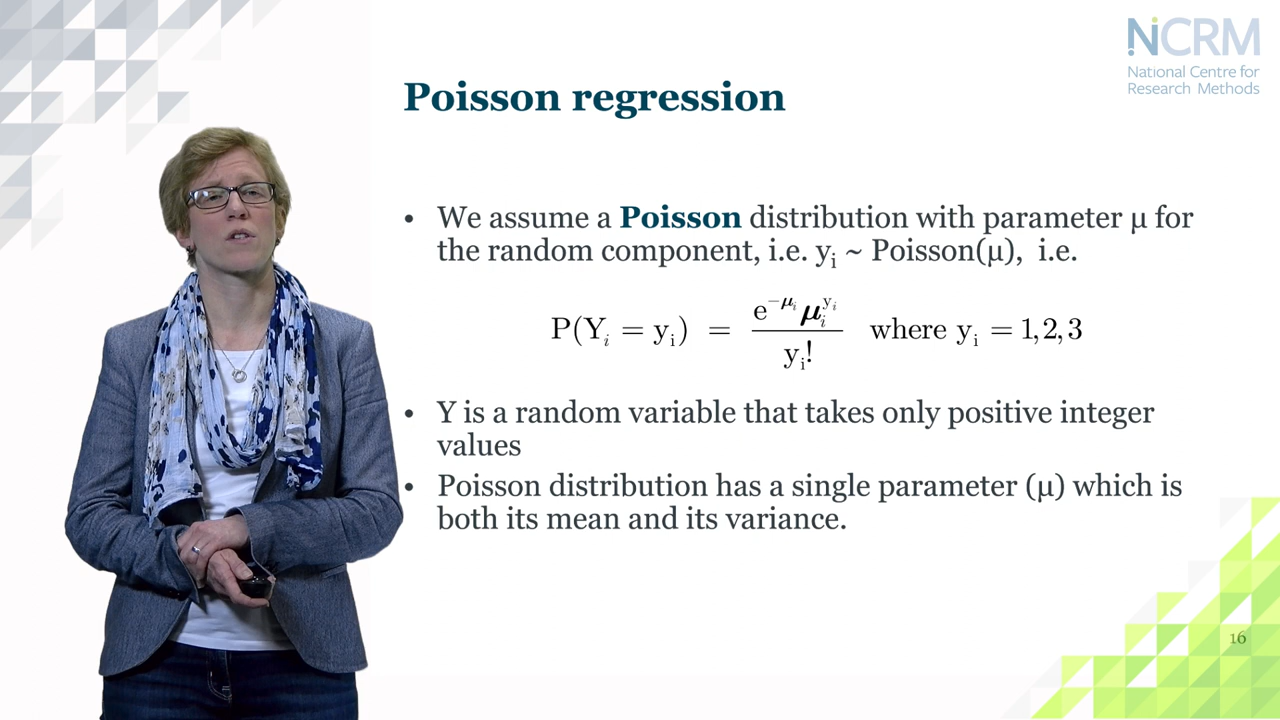 NCRM
National Centre for
Research Methods
Poisson regression
• We assume a Poisson distribution with parameter μ for
the random component, i.e. yᵢ ~ Poisson(μ), i.e.
P(Yᵢ = yᵢ) = e^{−μᵢ} μᵢ^{yᵢ} / yᵢ! where yᵢ = 1, 2, 3
• Y is a random variable that takes only positive integer
values
• Poisson distribution has a single parameter (μ) which is
both its mean and its variance.
16